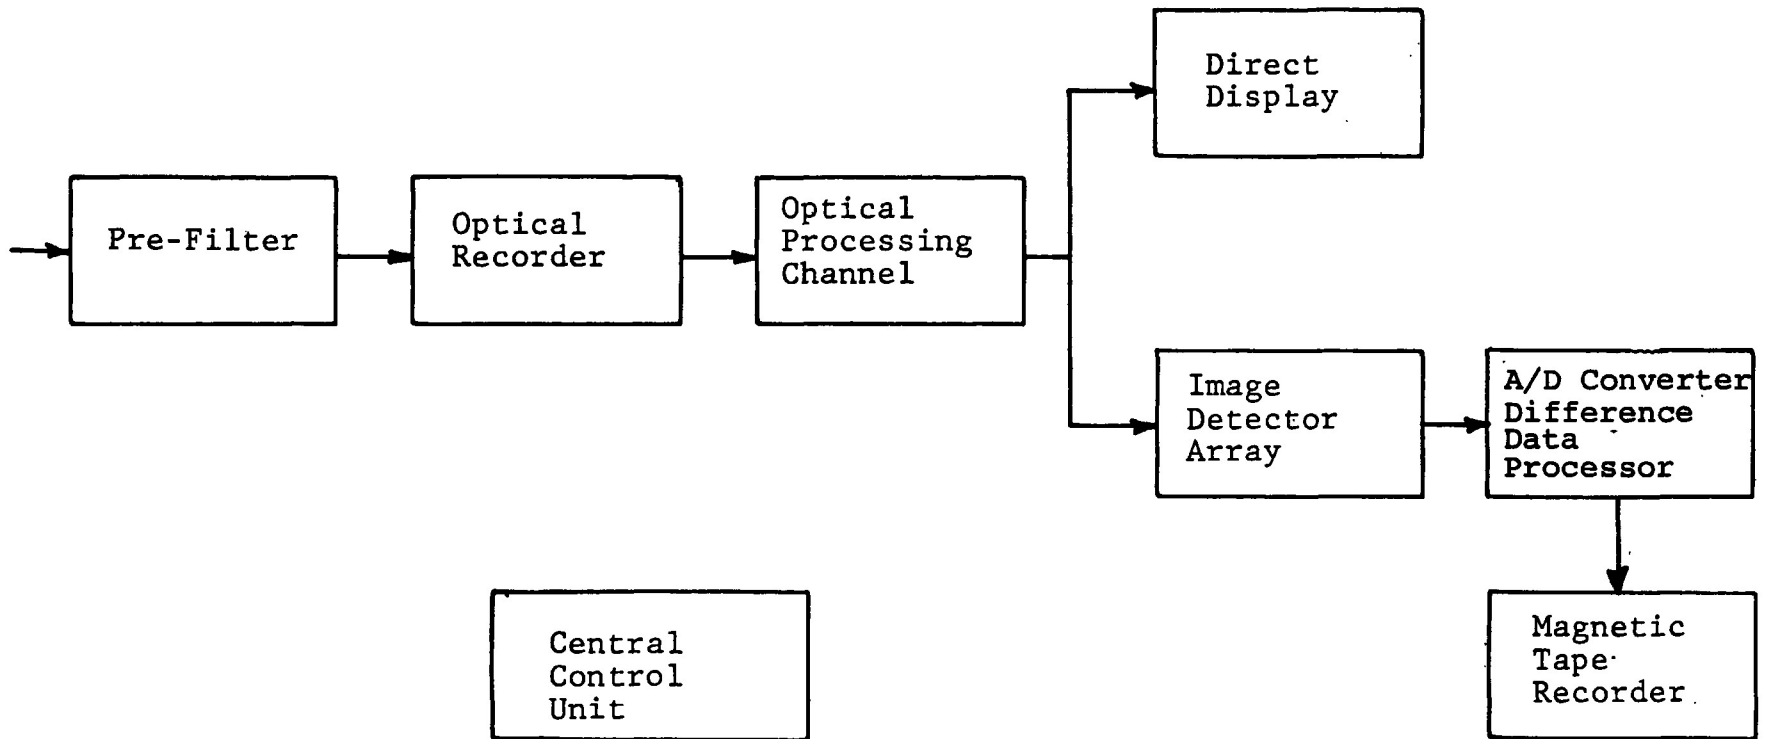 Direct
Display
Pre-Filter
Optical
Recorder
Optical
Processing
Channel
Image
Detector
Array
A/D Converter
Difference
Data
Processor
Central
Control
Unit
Magnetic
Tape
Recorder